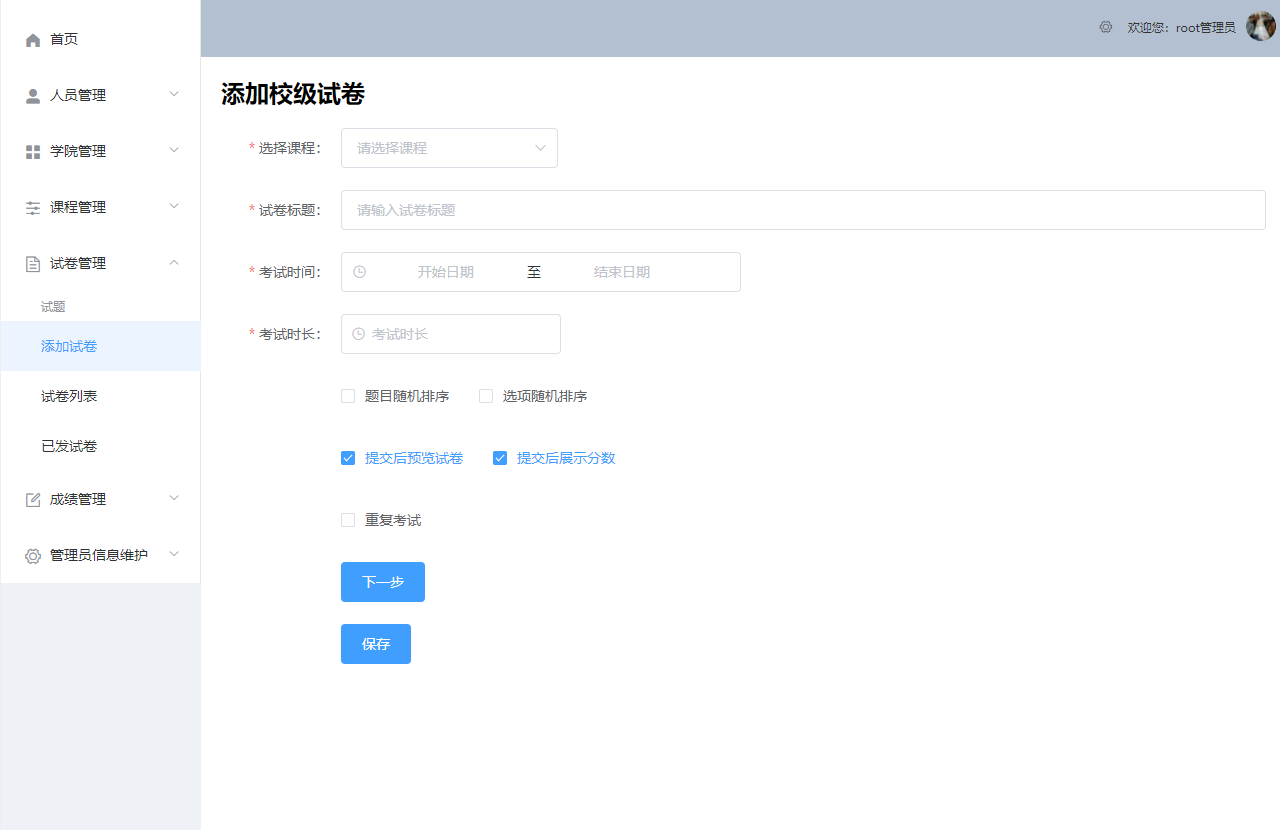 首页
人员管理
学院管理
课程管理
试卷管理
试题
添加试卷
试卷列表
已发试卷
成绩管理
管理员信息维护
欢迎您：root管理员
添加校级试卷
* 选择课程： 请选择课程
* 试卷标题： 请输入试卷标题
* 考试时间： 开始日期 至 结束日期
* 考试时长： 考试时长
题目随机排序 选项随机排序
提交后预览试卷 提交后展示分数
重复考试
下一步
保存